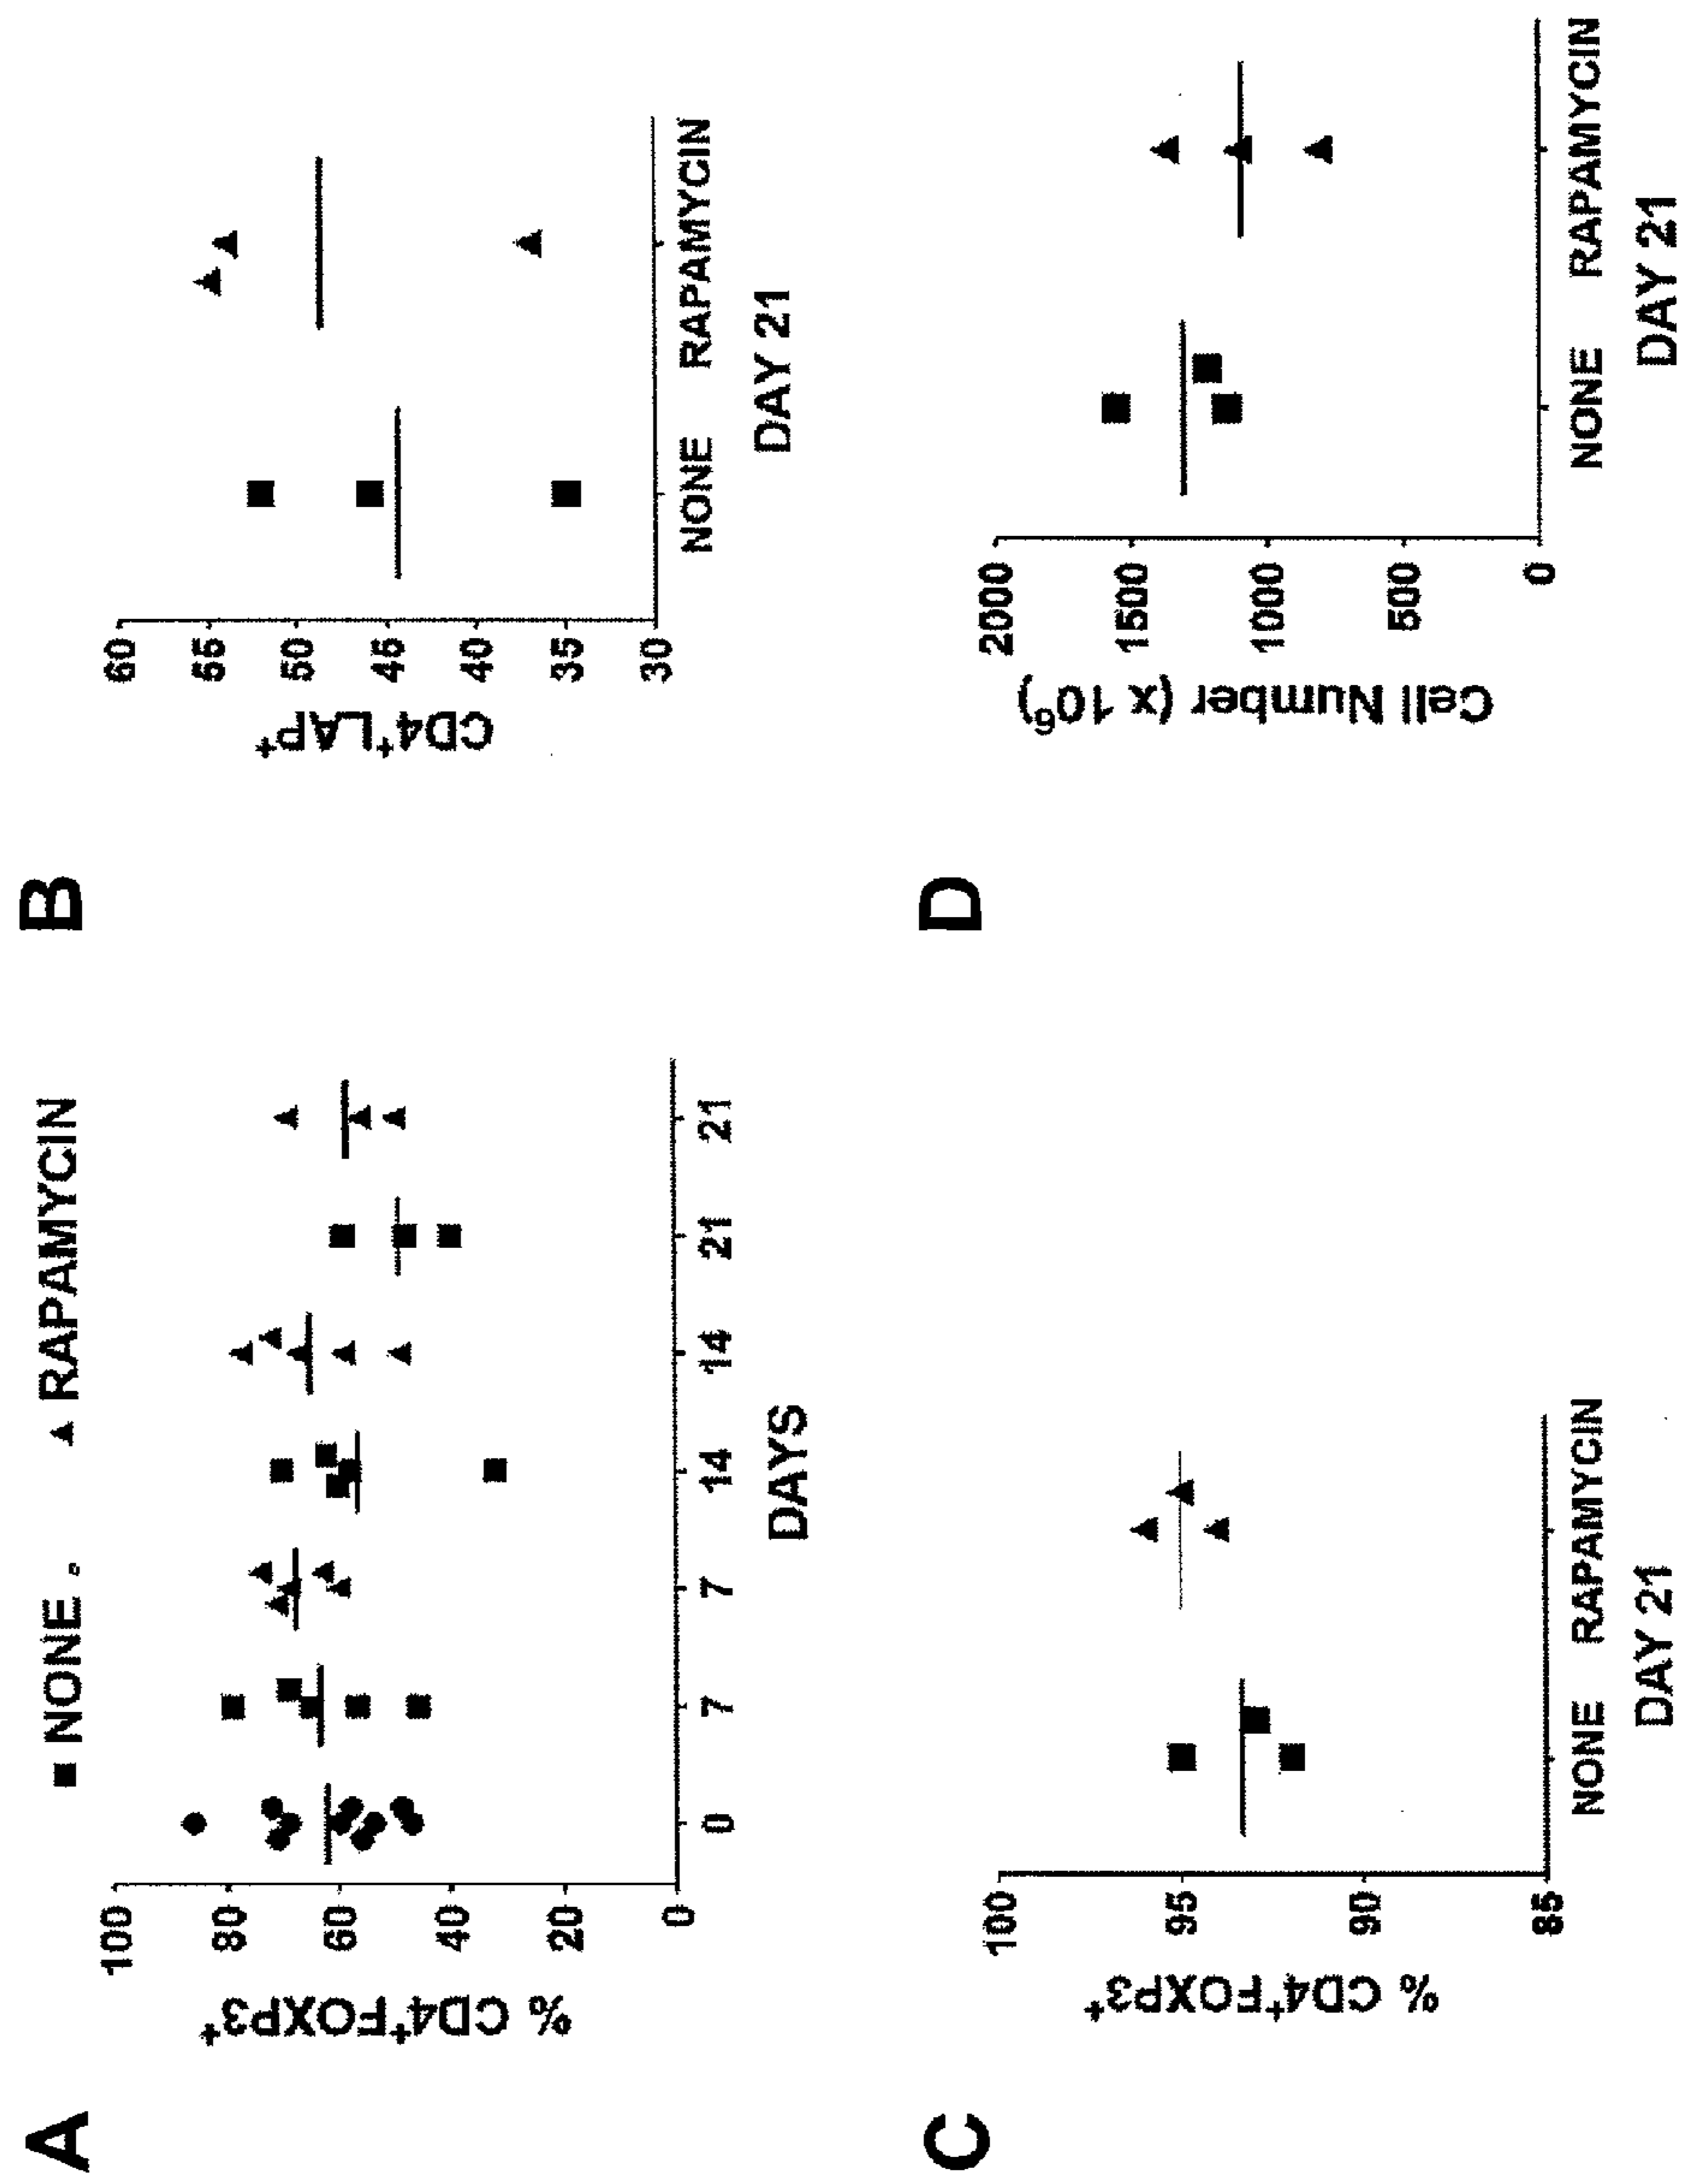 A
■ NONE ▲ RAPAMYCIN
% CD4⁺FOXP3⁺
100
80
60
40
20
0
0 7 7 14 14 21 21
DAYS
B
CD4⁺LAP⁺
60
55
50
45
40
35
30
NONE RAPAMYCIN
DAY 21
C
% CD4⁺FOXP3⁺
100
95
90
85
NONE RAPAMYCIN
DAY 21
D
Cell Number (x 10⁶)
2000
1500
1000
500
0
NONE RAPAMYCIN
DAY 21